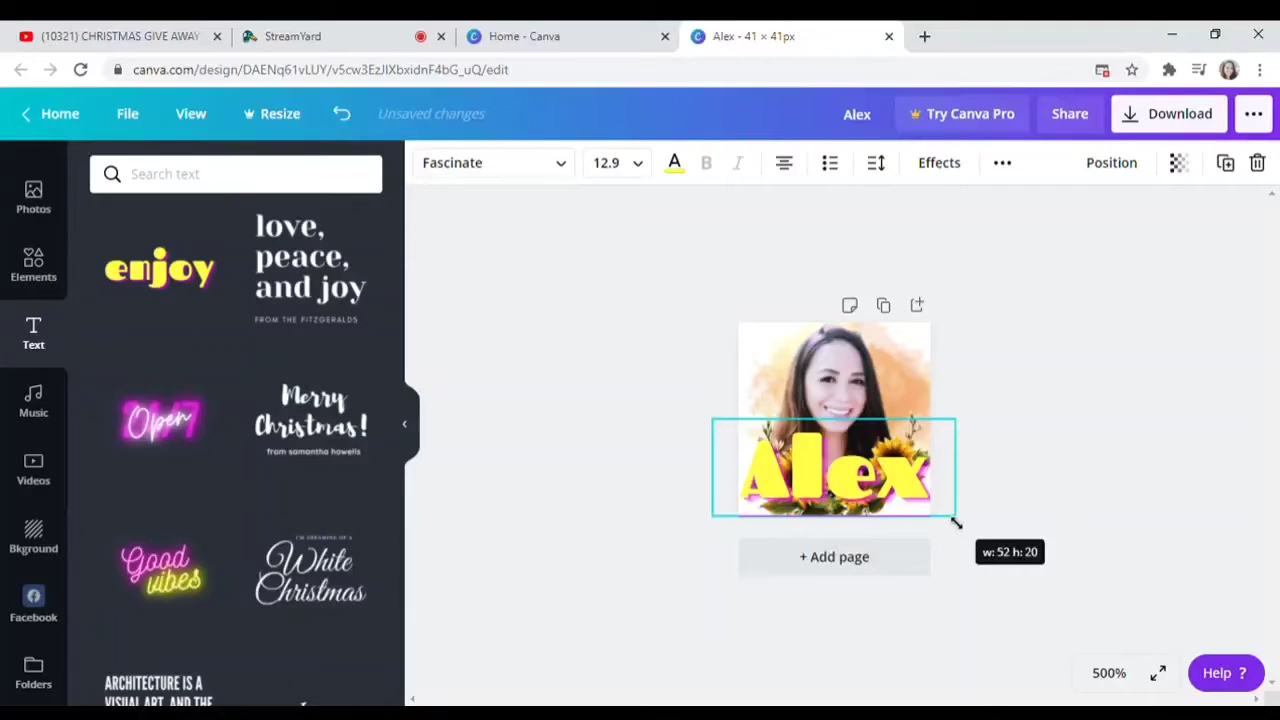 (10321) CHRISTMAS GIVE AWAY
StreamYard
Home - Canva
Alex - 41 × 41px
canva.com/design/DAENq61vLUY/v5cw3EzJIXbxidnF4bG_uQ/edit
Home
File
View
Resize
Unsaved changes
Alex
Try Canva Pro
Share
Download
Search text
Fascinate
12.9
A
B
I
Effects
Position
Photos
Elements
Text
Music
Videos
Bkground
Facebook
Folders
enjoy
love,
peace,
and joy
FROM THE FITZGERALDS
Open
Merry
Christmas!
from samantha howells
Good
vibes
I'M DREAMING OF A
White
Christmas
ARCHITECTURE IS A
VISUAL ART, AND THE
Alex
w: 52 h: 20
+ Add page
500%
Help ?